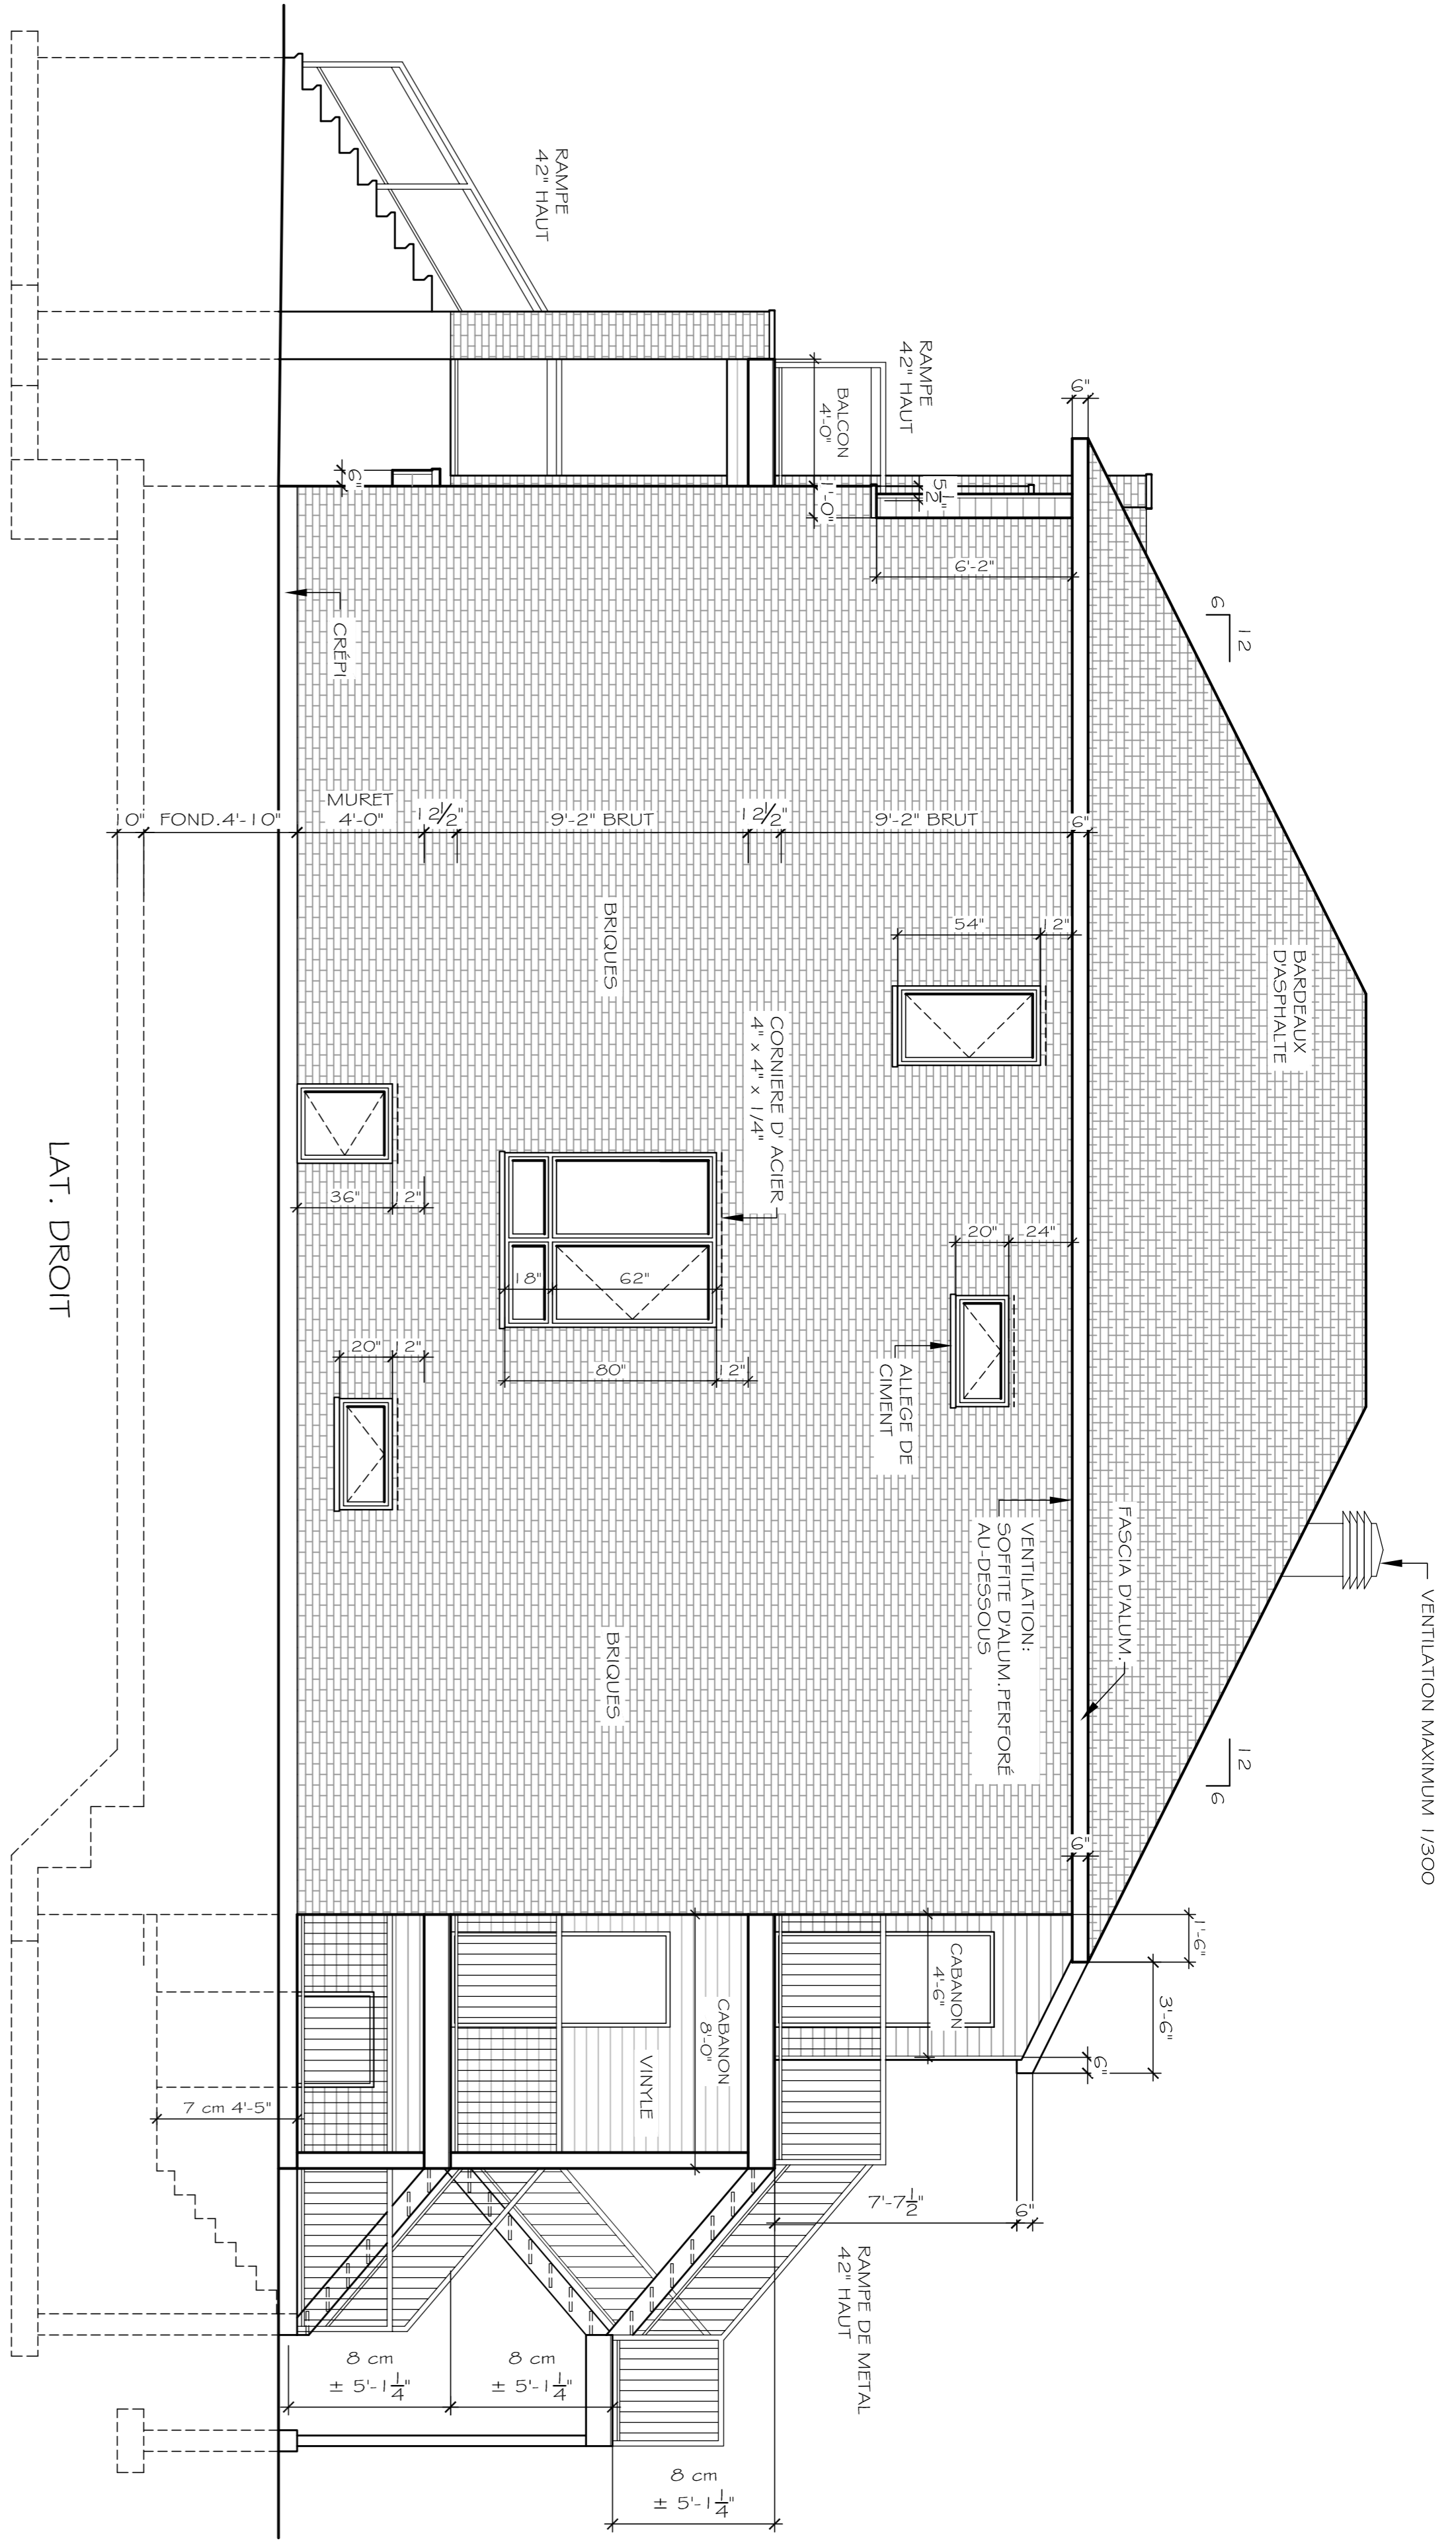 VENTILATION MAXIMUM 1/300
12
6
12
6
BARDEAUX
D'ASPHALTE
FASCIA D'ALUM.
6"
6"
6"
1'-6"
3'-6"
6"
RAMPE
42" HAUT
BALCON
4'-0"
1'-0"
5 1/2"
6'-2"
VENTILATION:
SOFFITE D'ALUM.PERFORÉ
AU-DESSOUS
54"
12"
20"
24"
ALLEGE DE
CIMENT
CABANON
4'-6"
7'-7 1/2"
6"
RAMPE DE METAL
42" HAUT
RAMPE
42" HAUT
CORNIERE D' ACIER
4" x 4" x 1/4"
BRIQUES
BRIQUES
18"
62"
80"
12"
CABANON
8'-0"
VINYLE
6"
CRÉPI
10"
FOND.4'-10"
MURET
4'-0"
12 1/2"
9'-2" BRUT
12 1/2"
9'-2" BRUT
36"
12"
20"
12"
7 cm 4'-5"
8 cm
± 5'-1 1/4"
8 cm
± 5'-1 1/4"
8 cm
± 5'-1 1/4"
LAT. DROIT